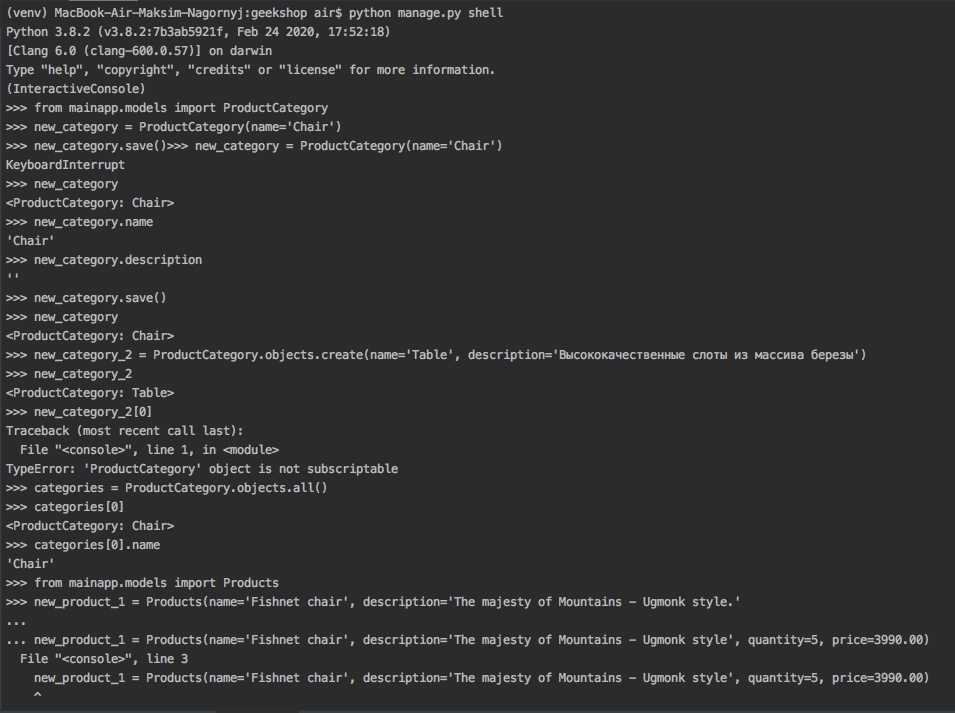 (venv) MacBook-Air-Maksim-Nagornyj:geekshop air$ python manage.py shell
Python 3.8.2 (v3.8.2:7b3ab5921f, Feb 24 2020, 17:52:18)
[Clang 6.0 (clang-600.0.57)] on darwin
Type "help", "copyright", "credits" or "license" for more information.
(InteractiveConsole)
>>> from mainapp.models import ProductCategory
>>> new_category = ProductCategory(name='Chair')
>>> new_category.save()>>> new_category = ProductCategory(name='Chair')
KeyboardInterrupt
>>> new_category
<ProductCategory: Chair>
>>> new_category.name
'Chair'
>>> new_category.description
''
>>> new_category.save()
>>> new_category
<ProductCategory: Chair>
>>> new_category_2 = ProductCategory.objects.create(name='Table', description='Высококачественные слоты из массива березы')
>>> new_category_2
<ProductCategory: Table>
>>> new_category_2[0]
Traceback (most recent call last):
  File "<console>", line 1, in <module>
TypeError: 'ProductCategory' object is not subscriptable
>>> categories = ProductCategory.objects.all()
>>> categories[0]
<ProductCategory: Chair>
>>> categories[0].name
'Chair'
>>> from mainapp.models import Products
>>> new_product_1 = Products(name='Fishnet chair', description='The majesty of Mountains - Ugmonk style.'
...
... new_product_1 = Products(name='Fishnet chair', description='The majesty of Mountains - Ugmonk style', quantity=5, price=3990.00)
  File "<console>", line 3
    new_product_1 = Products(name='Fishnet chair', description='The majesty of Mountains - Ugmonk style', quantity=5, price=3990.00)
    ^